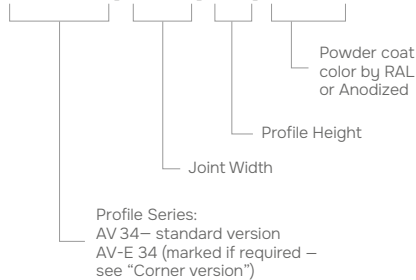 Powder coat
color by RAL
or Anodized
Profile Height
Joint Width
Profile Series:
AV 34— standard version
AV-E 34 (marked if required —
see “Corner version”)